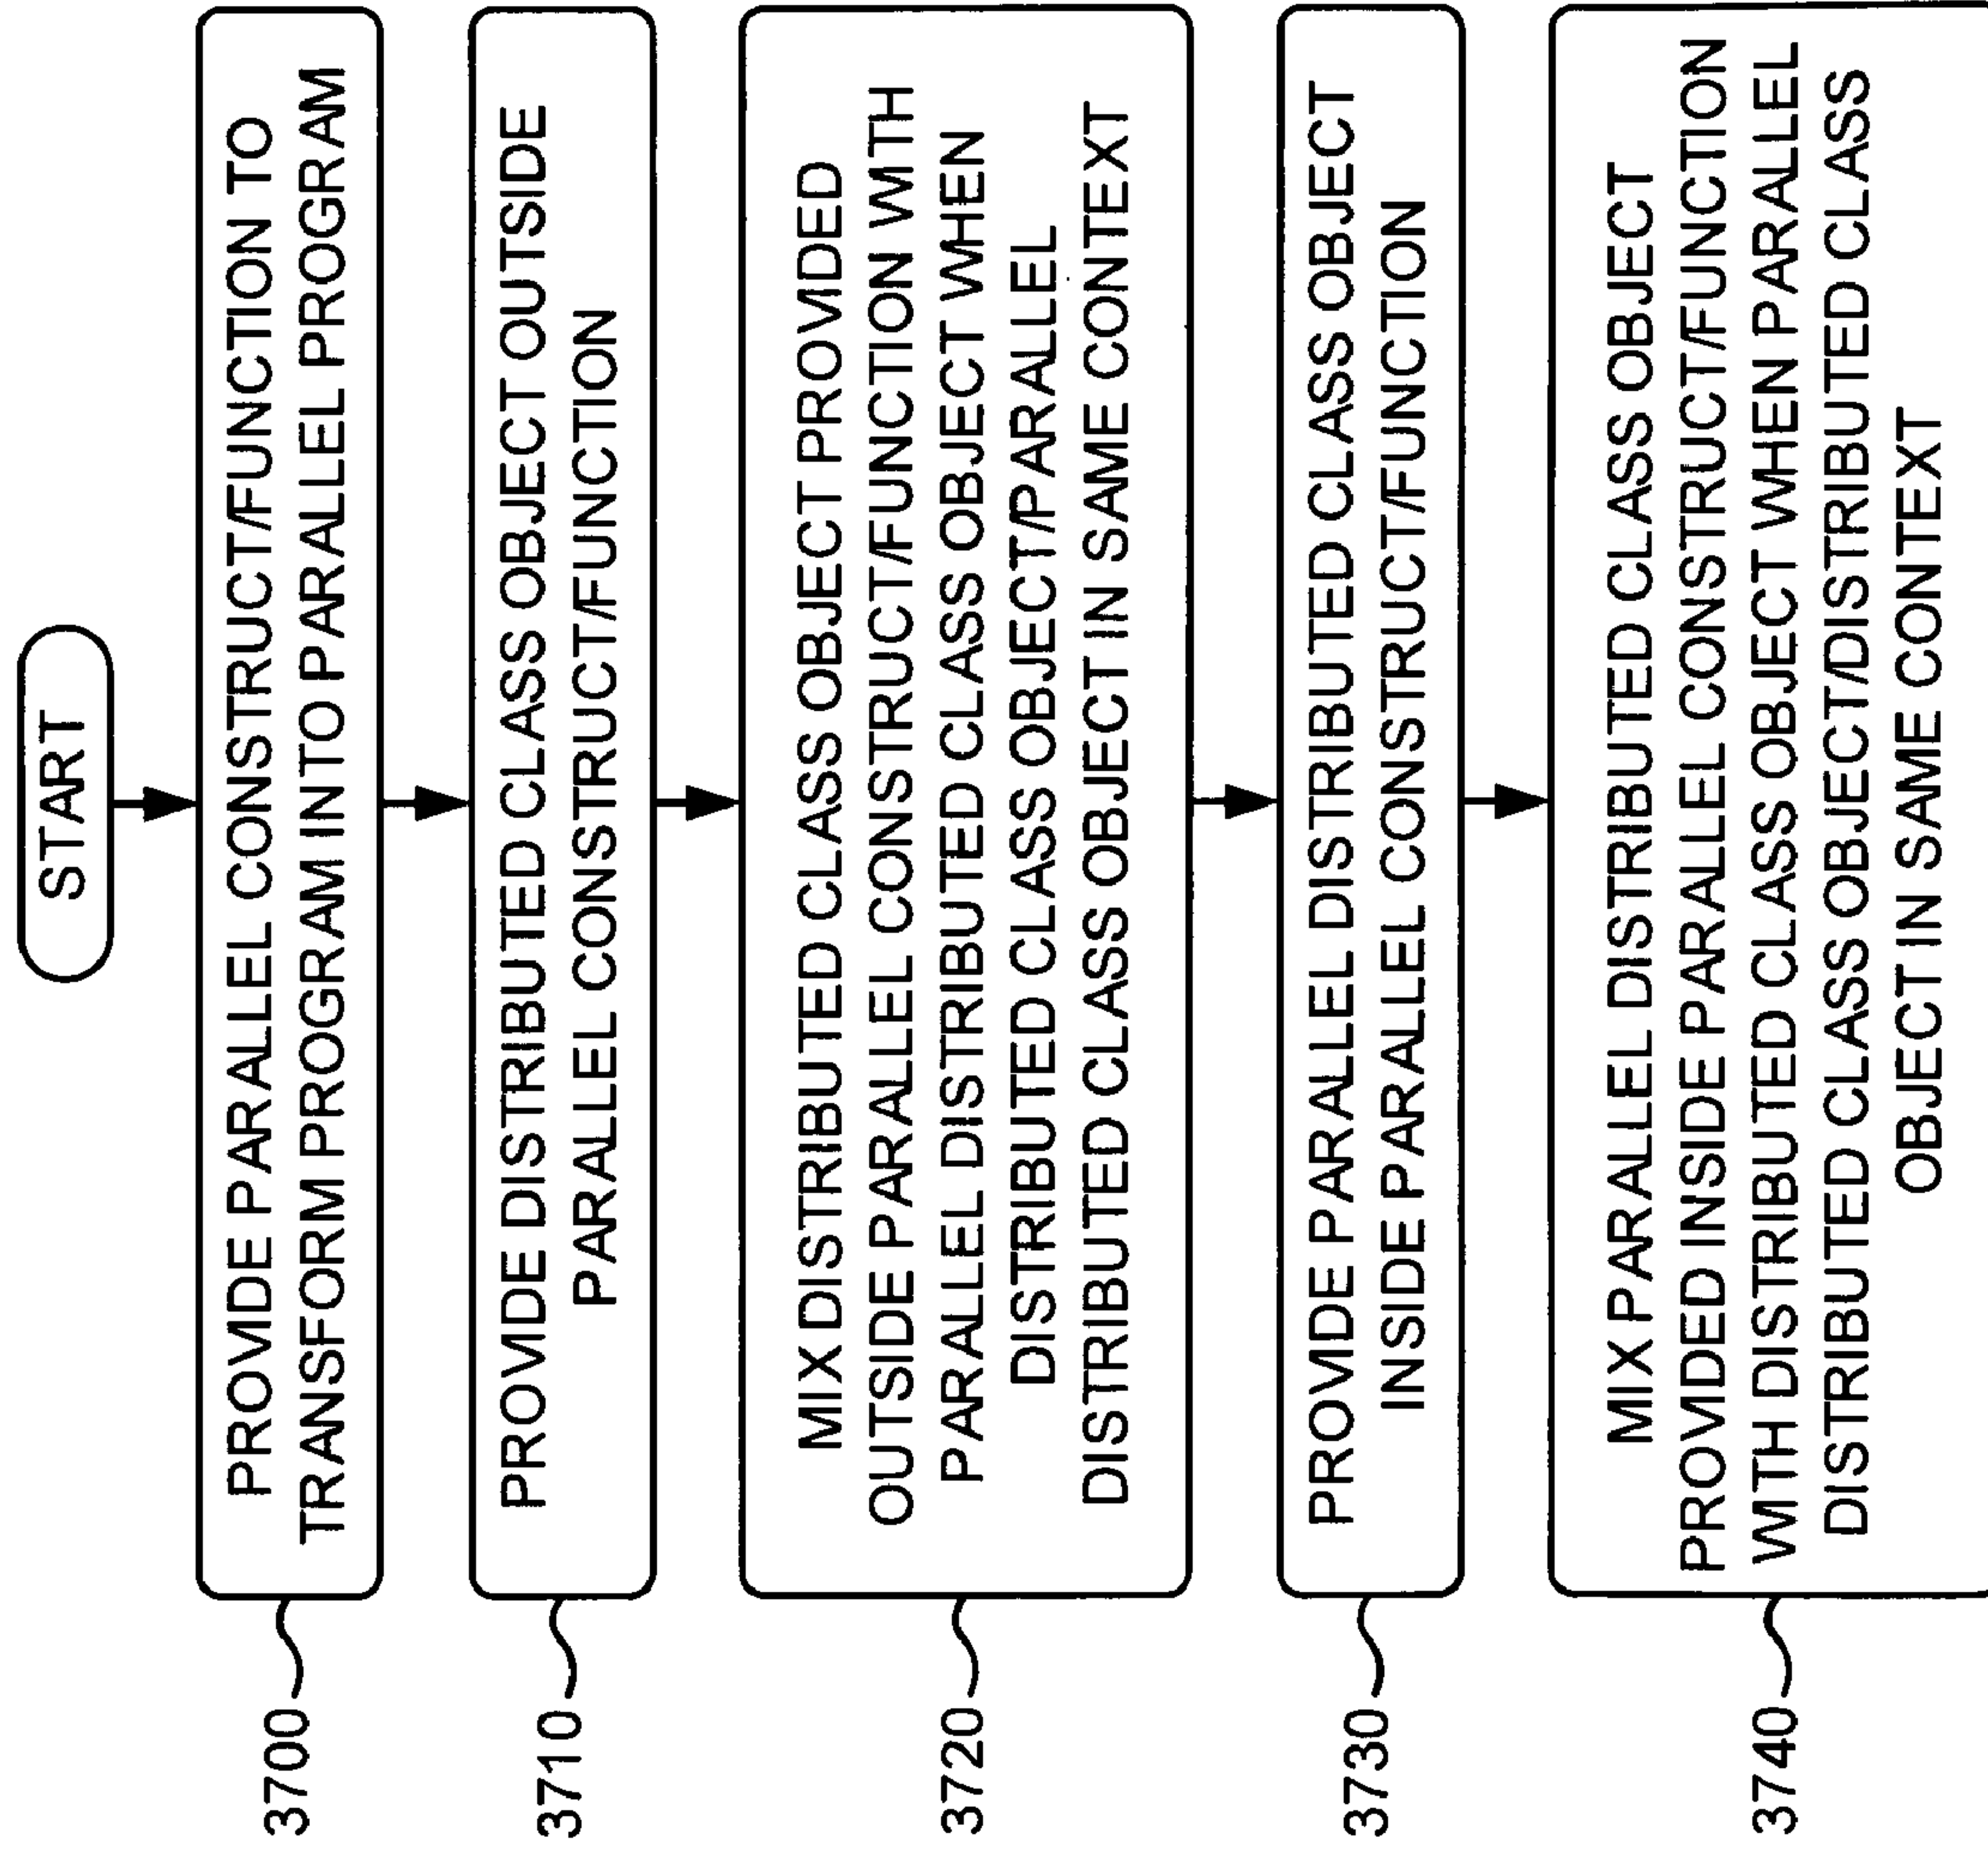 START
3700
PROVIDE PARALLEL CONSTRUCT/FUNCTION TO
TRANSFORM PROGRAM INTO PARALLEL PROGRAM
3710
PROVIDE DISTRIBUTED CLASS OBJECT OUTSIDE
PARALLEL CONSTRUCT/FUNCTION
3720
MIX DISTRIBUTED CLASS OBJECT PROVIDED
OUTSIDE PARALLEL CONSTRUCT/FUNCTION WITH
PARALLEL DISTRIBUTED CLASS OBJECT WHEN
DISTRIBUTED CLASS OBJECT/PARALLEL
DISTRIBUTED CLASS OBJECT IN SAME CONTEXT
3730
PROVIDE PARALLEL DISTRIBUTED CLASS OBJECT
INSIDE PARALLEL CONSTRUCT/FUNCTION
3740
MIX PARALLEL DISTRIBUTED CLASS OBJECT
PROVIDED INSIDE PARALLEL CONSTRUCT/FUNCTION
WITH DISTRIBUTED CLASS OBJECT WHEN PARALLEL
DISTRIBUTED CLASS OBJECT/DISTRIBUTED CLASS
OBJECT IN SAME CONTEXT